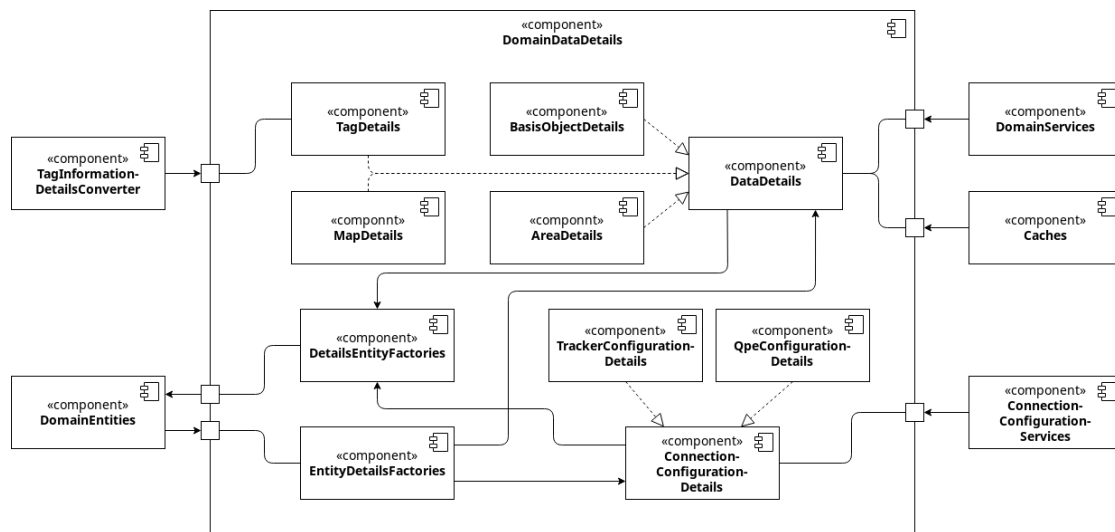 «component»
DomainDataDetails
«component»
TagDetails
«component»
BasisObjectDetails
«component»
DomainServices
«component»
TagInformation-
DetailsConverter
«component»
DataDetails
«componnt»
MapDetails
«componnt»
AreaDetails
«component»
Caches
«component»
DetailsEntityFactories
«component»
TrackerConfiguration-
Details
«component»
QpeConfiguration-
Details
«component»
DomainEntities
«component»
Connection-
Configuration-
Services
«component»
EntityDetailsFactories
«component»
Connection-
Configuration-
Details